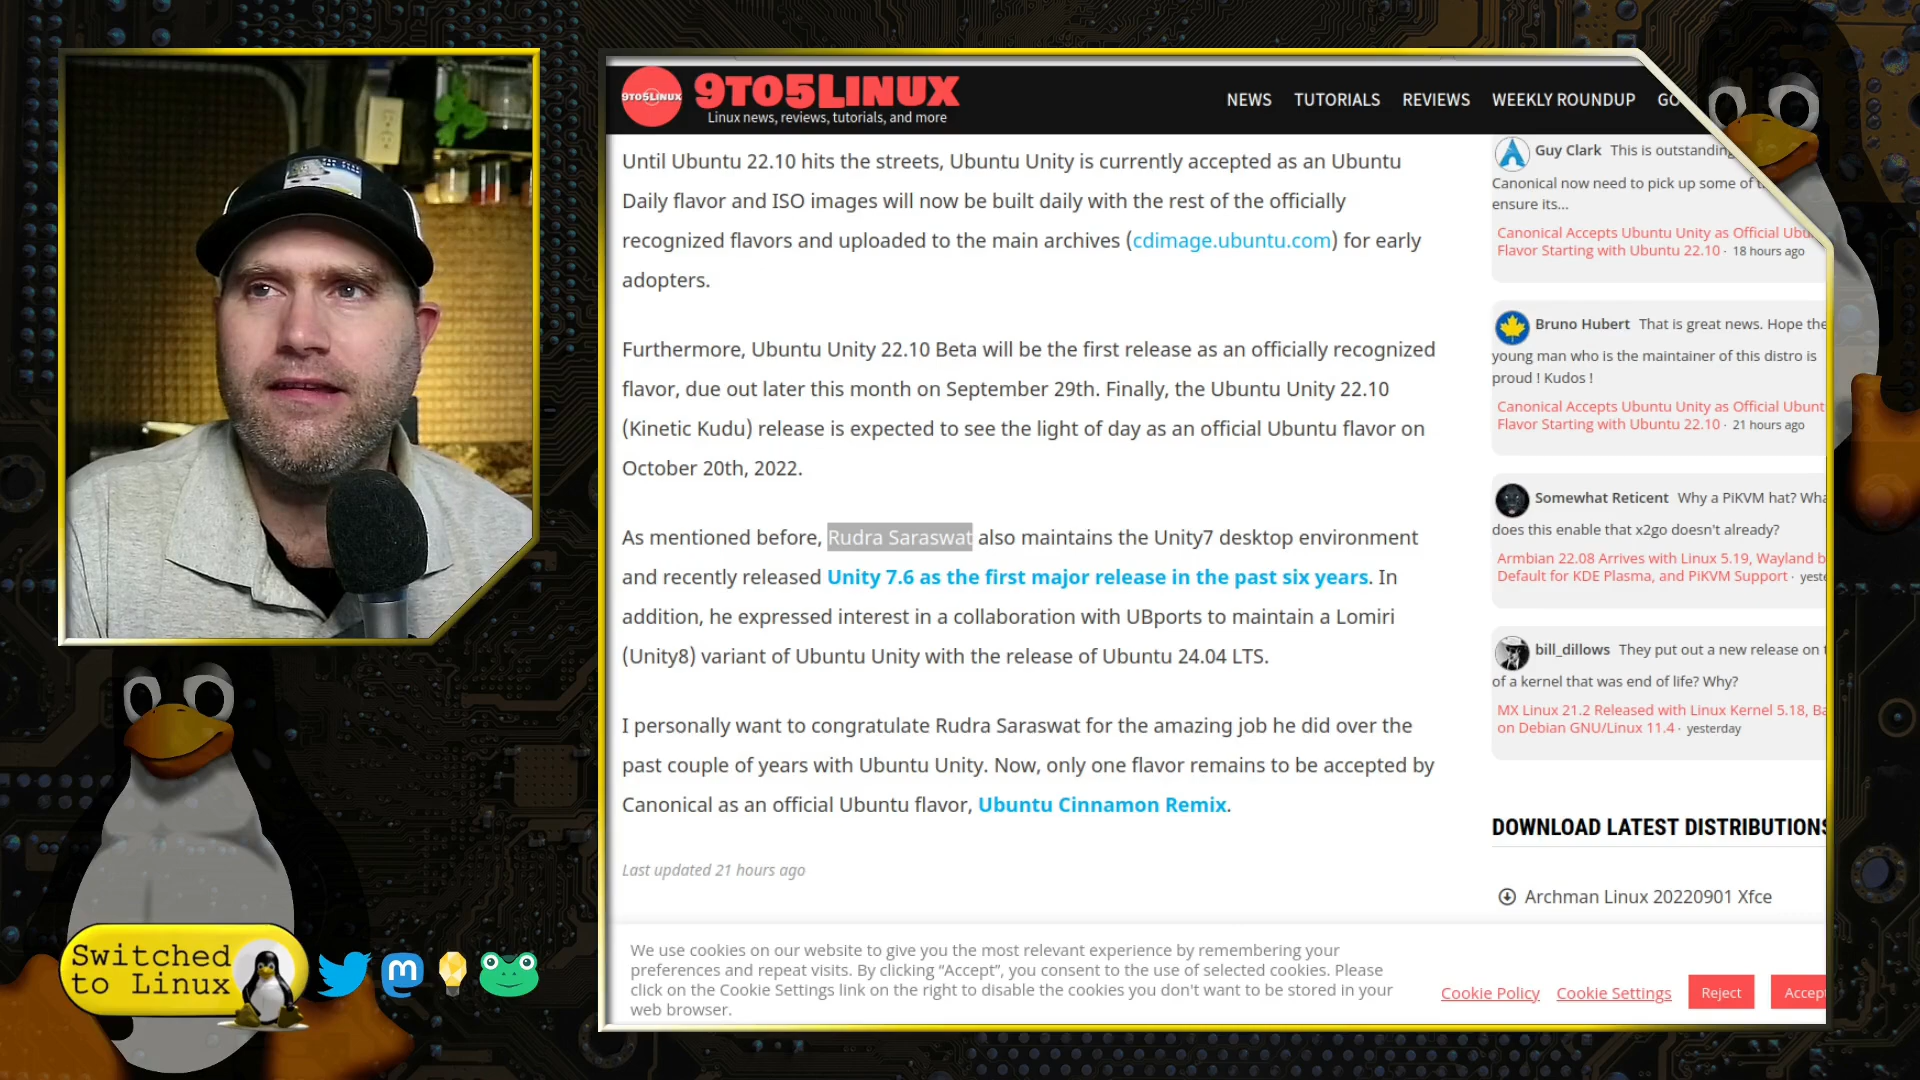 9TO5LINUX
9TO5LINUX
Linux news, reviews, tutorials, and more
NEWS TUTORIALS REVIEWS WEEKLY ROUNDUP GO
Until Ubuntu 22.10 hits the streets, Ubuntu Unity is currently accepted as an Ubuntu
Daily flavor and ISO images will now be built daily with the rest of the officially
recognized flavors and uploaded to the main archives (cdimage.ubuntu.com) for early
adopters.
Furthermore, Ubuntu Unity 22.10 Beta will be the first release as an officially recognized
flavor, due out later this month on September 29th. Finally, the Ubuntu Unity 22.10
(Kinetic Kudu) release is expected to see the light of day as an official Ubuntu flavor on
October 20th, 2022.
As mentioned before, Rudra Saraswat also maintains the Unity7 desktop environment
and recently released Unity 7.6 as the first major release in the past six years. In
addition, he expressed interest in a collaboration with UBports to maintain a Lomiri
(Unity8) variant of Ubuntu Unity with the release of Ubuntu 24.04 LTS.
I personally want to congratulate Rudra Saraswat for the amazing job he did over the
past couple of years with Ubuntu Unity. Now, only one flavor remains to be accepted by
Canonical as an official Ubuntu flavor, Ubuntu Cinnamon Remix.
Last updated 21 hours ago
Guy Clark This is outstanding
Canonical now need to pick up some of
ensure its...
Canonical Accepts Ubuntu Unity as Official Ubu
Flavor Starting with Ubuntu 22.10 · 18 hours ago
Bruno Hubert That is great news. Hope the
young man who is the maintainer of this distro is
proud ! Kudos !
Canonical Accepts Ubuntu Unity as Official Ubunt
Flavor Starting with Ubuntu 22.10 · 21 hours ago
Somewhat Reticent Why a PiKVM hat? Wha
does this enable that x2go doesn't already?
Armbian 22.08 Arrives with Linux 5.19, Wayland b
Default for KDE Plasma, and PiKVM Support · yeste
bill_dillows They put out a new release on t
of a kernel that was end of life? Why?
MX Linux 21.2 Released with Linux Kernel 5.18, Ba
on Debian GNU/Linux 11.4 · yesterday
DOWNLOAD LATEST DISTRIBUTIONS
Archman Linux 20220901 Xfce
We use cookies on our website to give you the most relevant experience by remembering your
preferences and repeat visits. By clicking “Accept”, you consent to the use of selected cookies. Please
click on the Cookie Settings link on the right to disable the cookies you don't want to be stored in your
web browser.
Cookie Policy Cookie Settings Reject Accept
Switched
to Linux